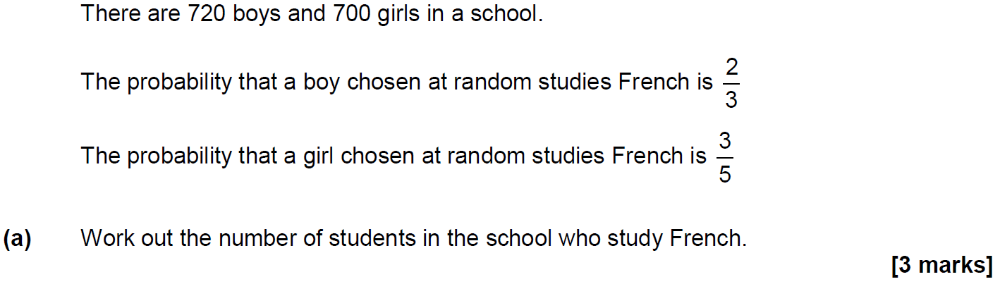 There are 720 boys and 700 girls in a school.
The probability that a boy chosen at random studies French is 2/3
The probability that a girl chosen at random studies French is 3/5
(a) Work out the number of students in the school who study French.
[3 marks]